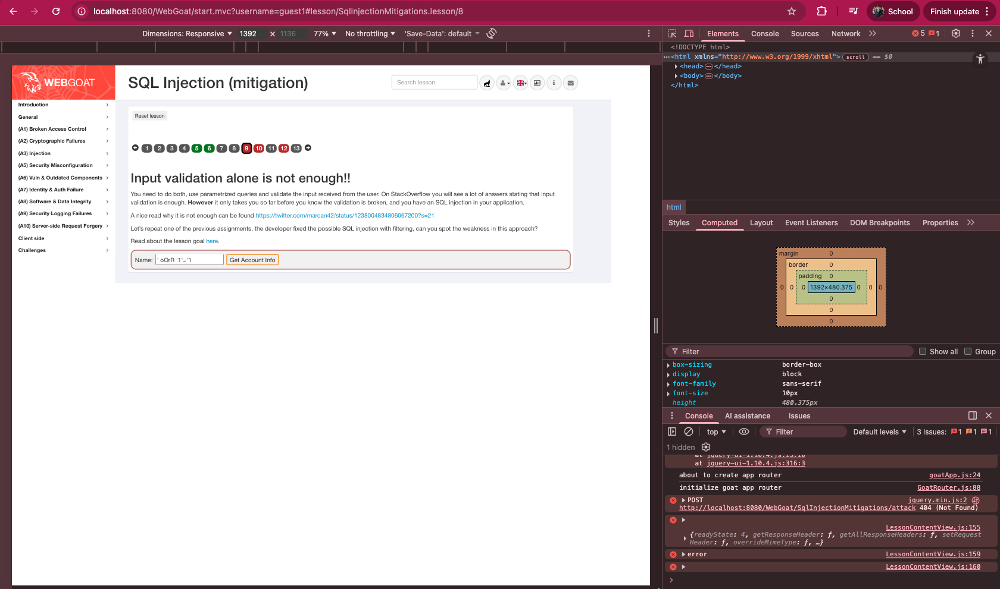 localhost:8080/WebGoat/start.mvc?username=guest1#lesson/SqlInjectionMitigations.lesson/8
School
Finish update
Dimensions: Responsive
1392
x
1136
77%
No throttling
'Save-Data': default
WEBGOAT
SQL Injection (mitigation)
Search lesson
Introduction
General
(A1) Broken Access Control
(A2) Cryptographic Failures
(A3) Injection
(A5) Security Misconfiguration
(A6) Vuln & Outdated Components
(A7) Identity & Auth Failure
(A8) Software & Data Integrity
(A9) Security Logging Failures
(A10) Server-side Request Forgery
Client side
Challenges
Reset lesson
1 2 3 4 5 6 7 8 9 10 11 12 13
Input validation alone is not enough!!
You need to do both, use parametrized queries and validate the input received from the user. On StackOverflow you will see a lot of answers stating that input
validation is enough. However it only takes you so far before you know the validation is broken, and you have an SQL injection in your application.
A nice read why it is not enough can be found https://twitter.com/marcan42/status/1238004834806067200?s=21
Let's repeat one of the previous assignments, the developer fixed the possible SQL injection with filtering, can you spot the weakness in this approach?
Read about the lesson goal here.
Name: ' oOrR '1'='1 Get Account Info
Elements Console Sources Network 5 1
<!DOCTYPE html>
<html xmlns="http://www.w3.org/1999/xhtml"> scroll == $0
<head> </head>
<body> </body>
</html>
html
Styles Computed Layout Event Listeners DOM Breakpoints Properties
margin 0
border 0
padding 0
0 0 0 1392×480.375 0 0 0
0
0
0
Filter Show all Group
box-sizing border-box
display block
font-family sans-serif
font-size 10px
height 480.375px
Console AI assistance Issues
top Filter Default levels 3 Issues: 1 1 1
1 hidden
at jquery-ui-1.10.4.js:316:3
about to create app router goatApp.js:24
initialize goat app router GoatRouter.js:88
POST jquery.min.js:2
http://localhost:8080/WebGoat/SqlInjectionMitigations/attack 404 (Not Found)
LessonContentView.js:155
{readyState: 4, getResponseHeader: ƒ, getAllResponseHeaders: ƒ, setRequest
Header: ƒ, overrideMimeType: ƒ, …}
error LessonContentView.js:159
LessonContentView.js:160